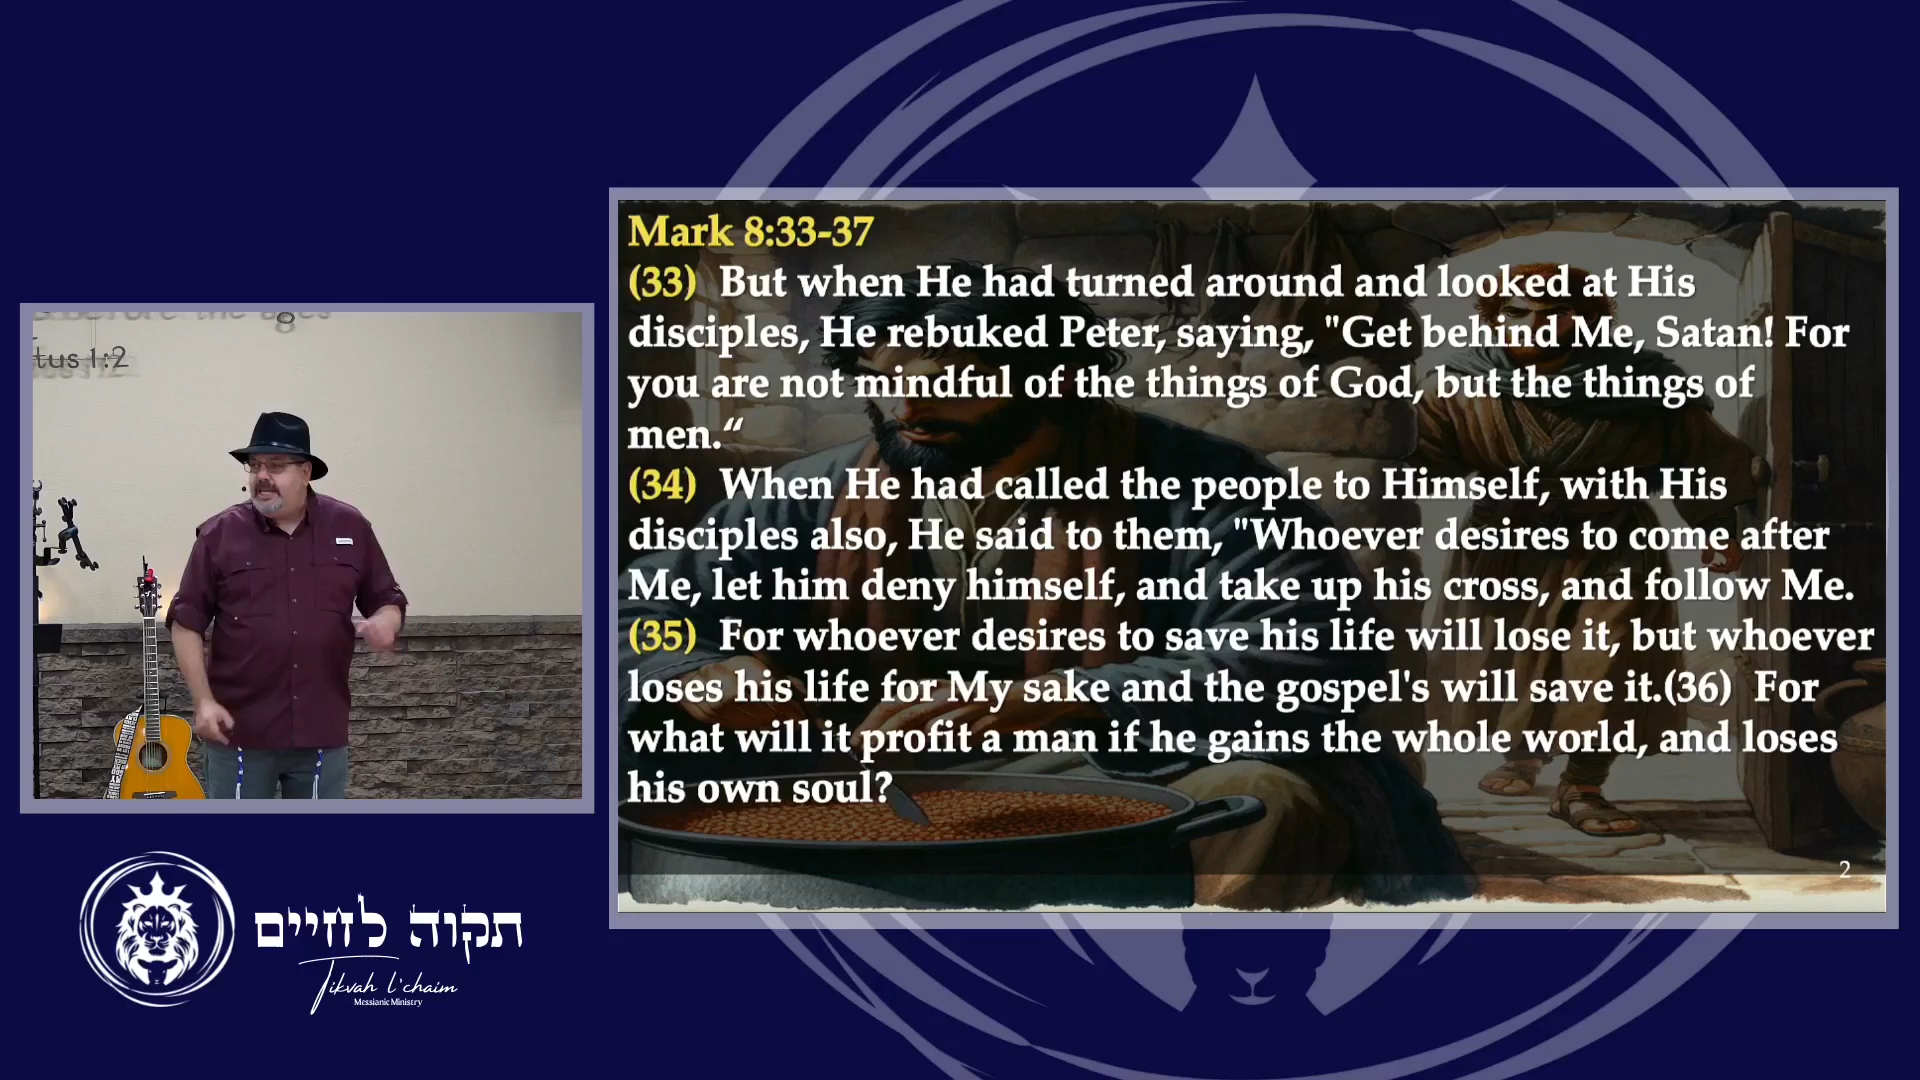 before the ages
tus 1:2
תקוה לחיים
Tikvah l'chaim
Messianic Ministry
Mark 8:33-37
(33) But when He had turned around and looked at His
disciples, He rebuked Peter, saying, "Get behind Me, Satan! For
you are not mindful of the things of God, but the things of
men.“
(34) When He had called the people to Himself, with His
disciples also, He said to them, "Whoever desires to come after
Me, let him deny himself, and take up his cross, and follow Me.
(35) For whoever desires to save his life will lose it, but whoever
loses his life for My sake and the gospel's will save it.(36) For
what will it profit a man if he gains the whole world, and loses
his own soul?
2